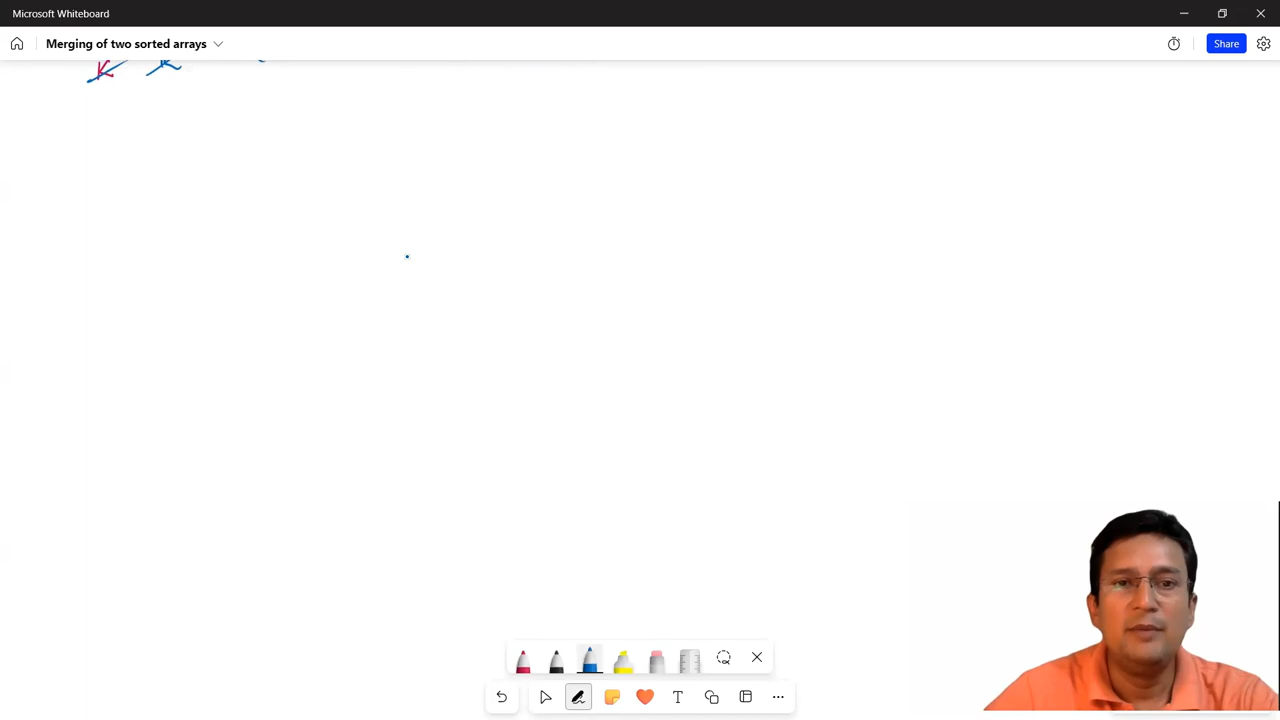 Microsoft Whiteboard
Merging of two sorted arrays
Share
K K
T